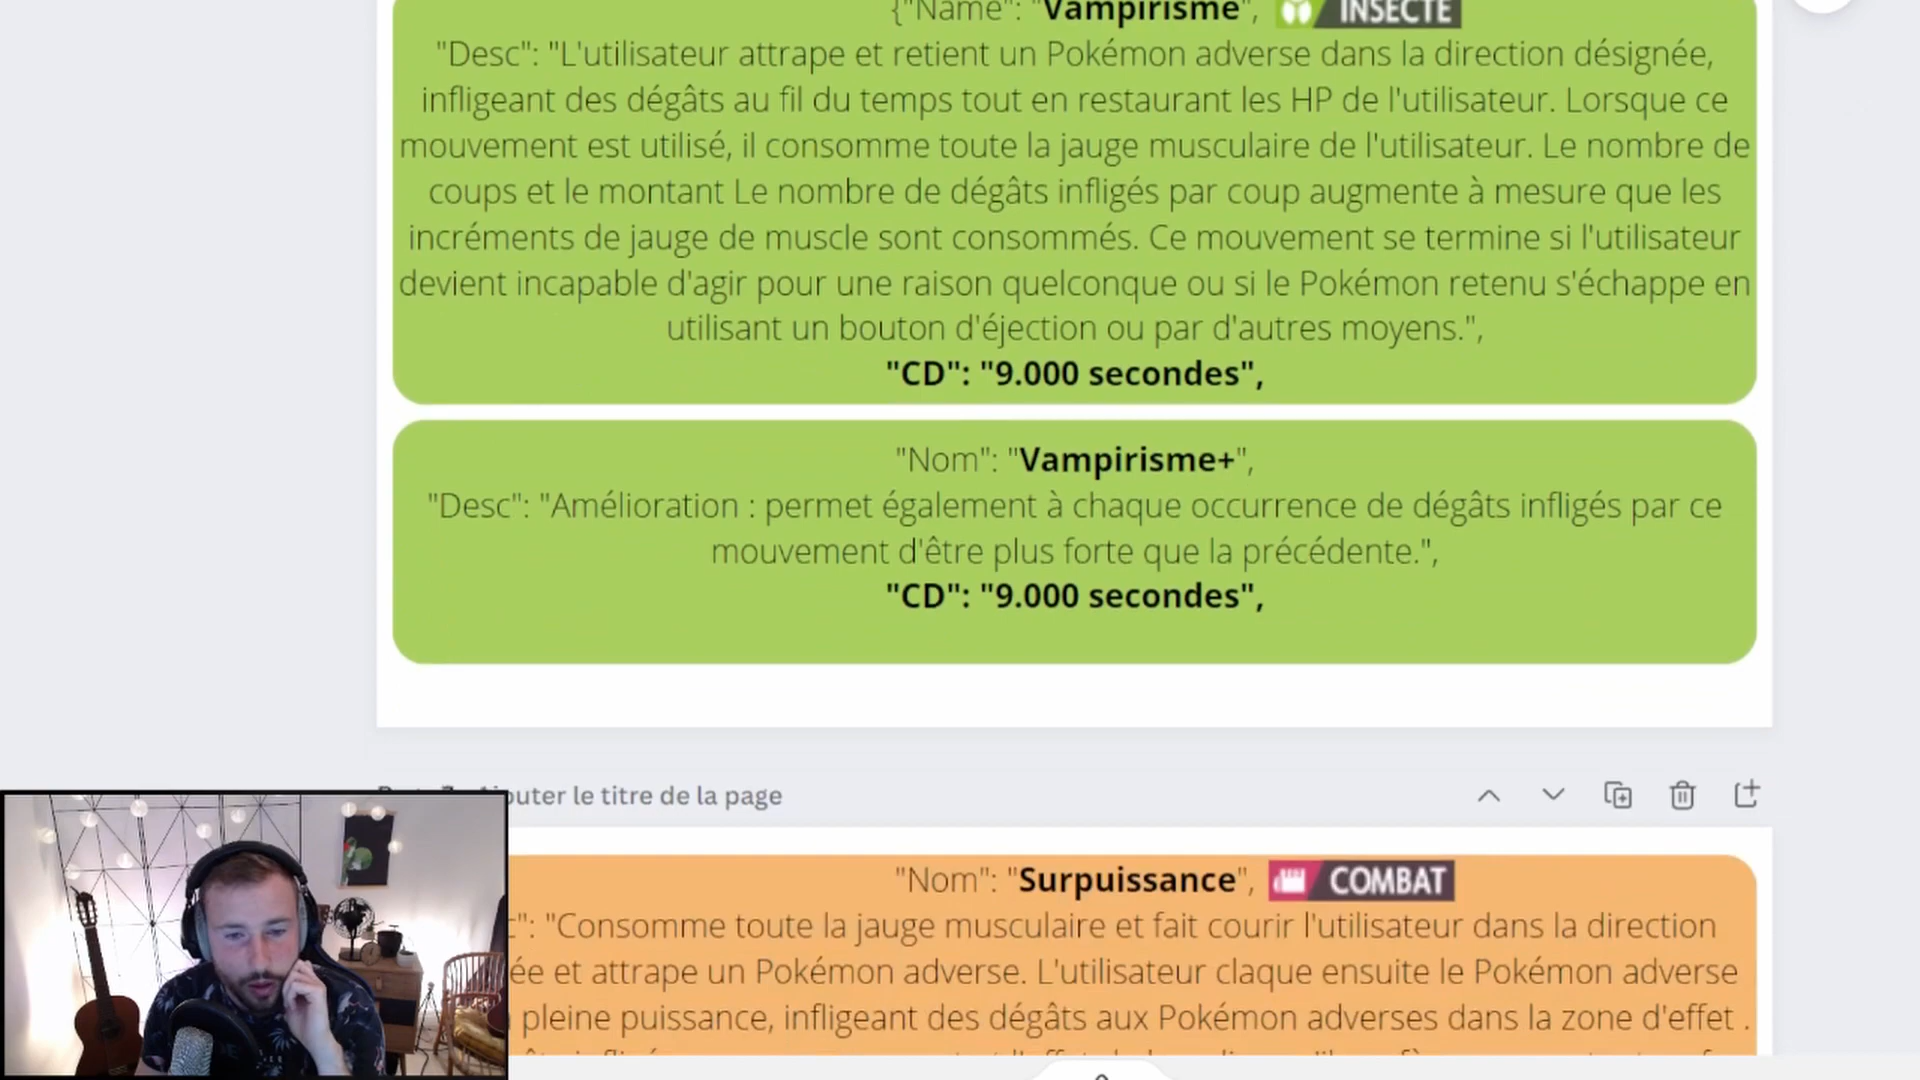 {"Name": "Vampirisme", INSECTE
"Desc": "L'utilisateur attrape et retient un Pokémon adverse dans la direction désignée,
infligeant des dégâts au fil du temps tout en restaurant les HP de l'utilisateur. Lorsque ce
mouvement est utilisé, il consomme toute la jauge musculaire de l'utilisateur. Le nombre de
coups et le montant Le nombre de dégâts infligés par coup augmente à mesure que les
incréments de jauge de muscle sont consommés. Ce mouvement se termine si l'utilisateur
devient incapable d'agir pour une raison quelconque ou si le Pokémon retenu s'échappe en
utilisant un bouton d'éjection ou par d'autres moyens.",
"CD": "9.000 secondes",
"Nom": "Vampirisme+",
"Desc": "Amélioration : permet également à chaque occurrence de dégâts infligés par ce
mouvement d'être plus forte que la précédente.",
"CD": "9.000 secondes",
outer le titre de la page
"Nom": "Surpuissance", COMBAT
c": "Consomme toute la jauge musculaire et fait courir l'utilisateur dans la direction
ée et attrape un Pokémon adverse. L'utilisateur claque ensuite le Pokémon adverse
pleine puissance, infligeant des dégâts aux Pokémon adverses dans la zone d'effet .